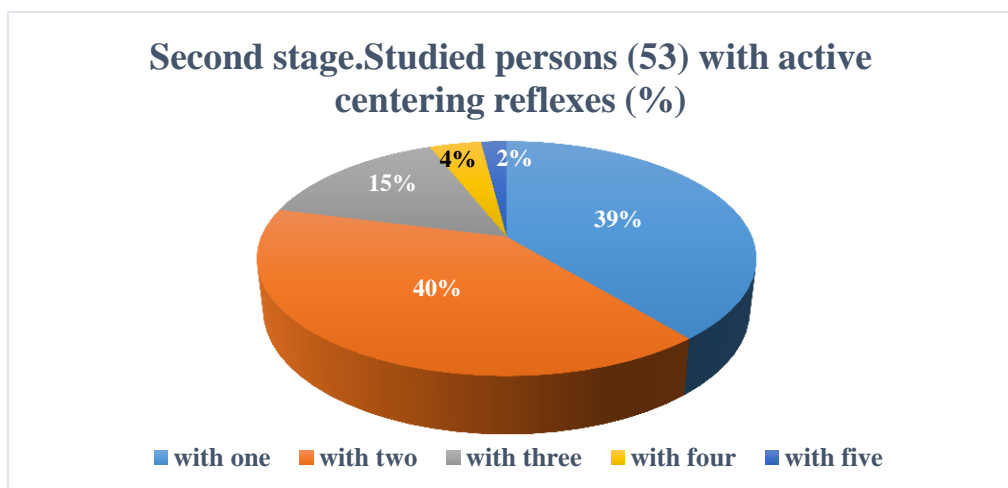 Second stage.Studied persons (53) with active
centering reflexes (%)
4%
2%
15%
39%
40%
with one with two with three with four with five